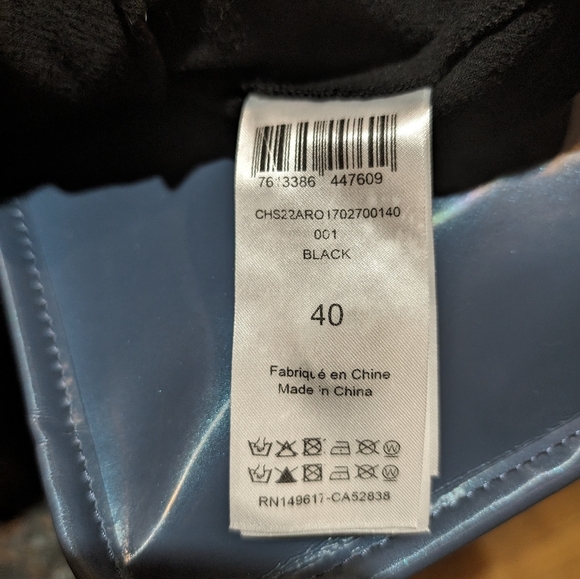 7613386 447609
CHS22ARO1702700140
001
BLACK
40
Fabriqué en Chine
Made in China
RN149617-CA52838